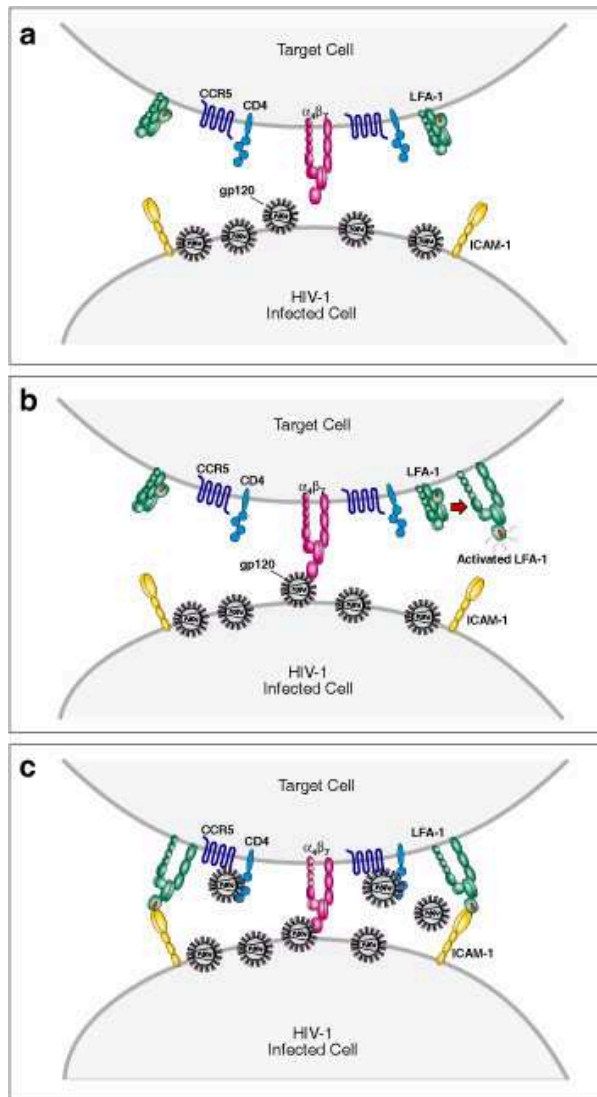 a
Target Cell
CCR5
CD4
α₄β₇
LFA-1
gp120
ICAM-1
HIV-1
Infected Cell
b
Target Cell
CCR5
CD4
α₄β₇
LFA-1
Activated LFA-1
gp120
ICAM-1
HIV-1
Infected Cell
c
Target Cell
CCR5
CD4
α₄β₇
LFA-1
ICAM-1
HIV-1
Infected Cell